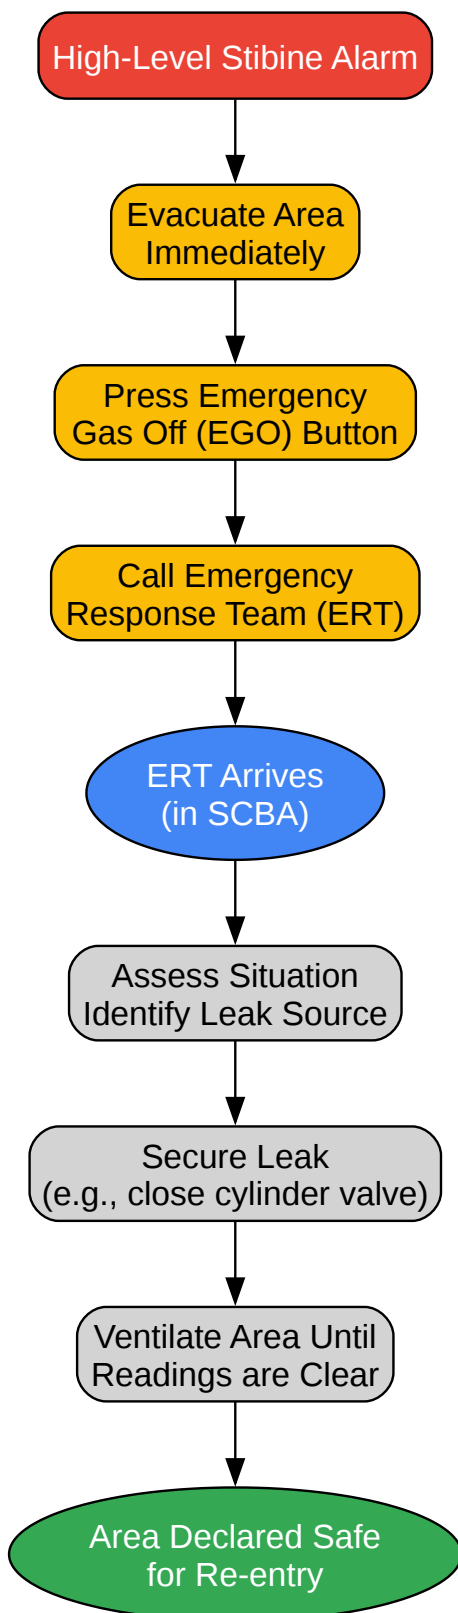 High-Level Stibine Alarm
Evacuate Area
Immediately
Press Emergency
Gas Off (EGO) Button
Call Emergency
Response Team (ERT)
ERT Arrives
(in SCBA)
Assess Situation
Identify Leak Source
Secure Leak
(e.g., close cylinder valve)
Ventilate Area Until
Readings are Clear
Area Declared Safe
for Re-entry